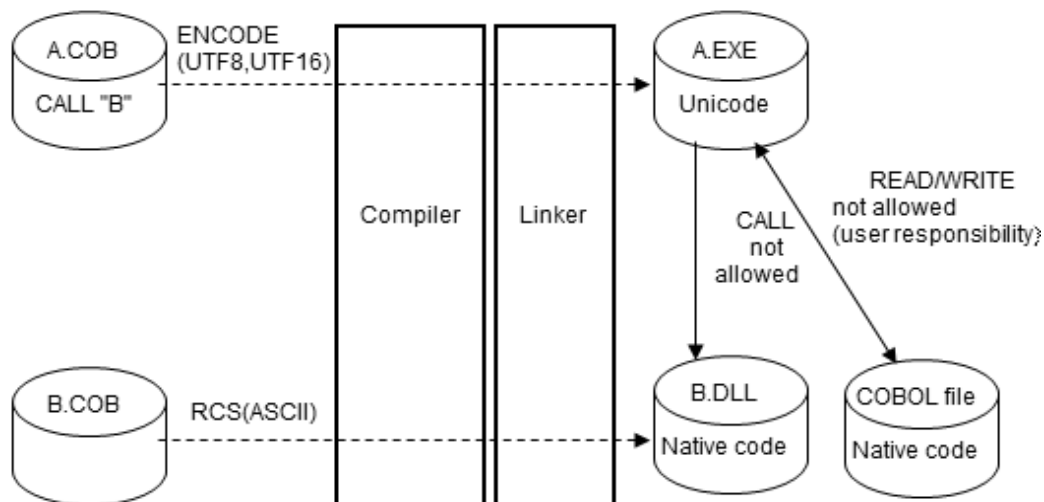 A.COB
CALL "B"
ENCODE
(UTF8,UTF16)
Compiler
Linker
A.EXE
Unicode
CALL
not
allowed
READ/WRITE
not allowed
(user responsibility)
B.COB
RCS(ASCII)
B.DLL
Native code
COBOL file
Native code